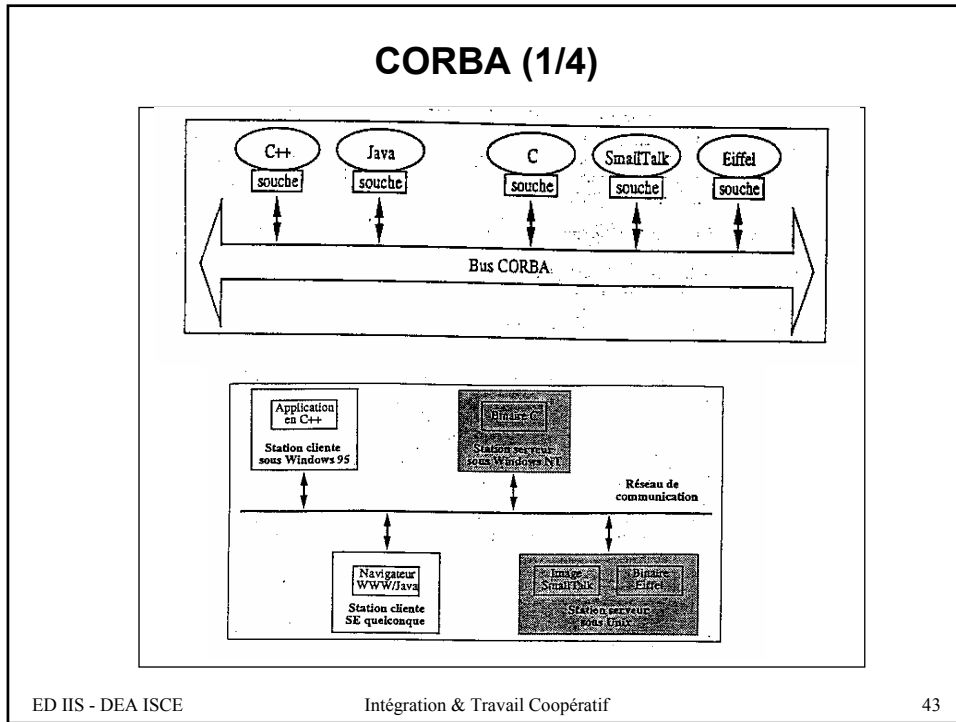 CORBA (1/4)
C++ Java C SmallTalk Eiffel
souche souche souche souche souche
Bus CORBA
Application
en C++
Station cliente
sous Windows 95
Binaire C
Station serveur
sous Windows NT
Réseau de
communication
Navigateur
WWW/Java
Station cliente
SE quelconque
Image
SmallTalk
Binaire
Eiffel
Station serveur
sous Unix
ED IIS - DEA ISCE Intégration & Travail Coopératif 43